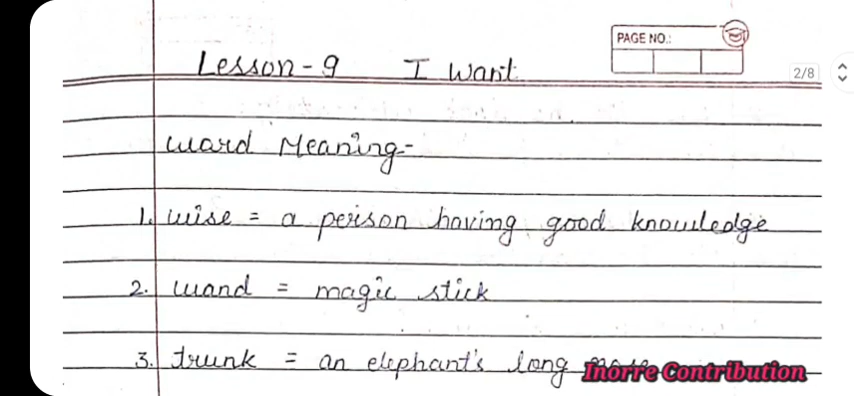 PAGE NO.:
2/8
Lesson - 9 I Want
Word Meaning-
1. wise = a person having good knowledge
2. wand = magic stick
3. trunk = an elephant's long
Inorre Contribution